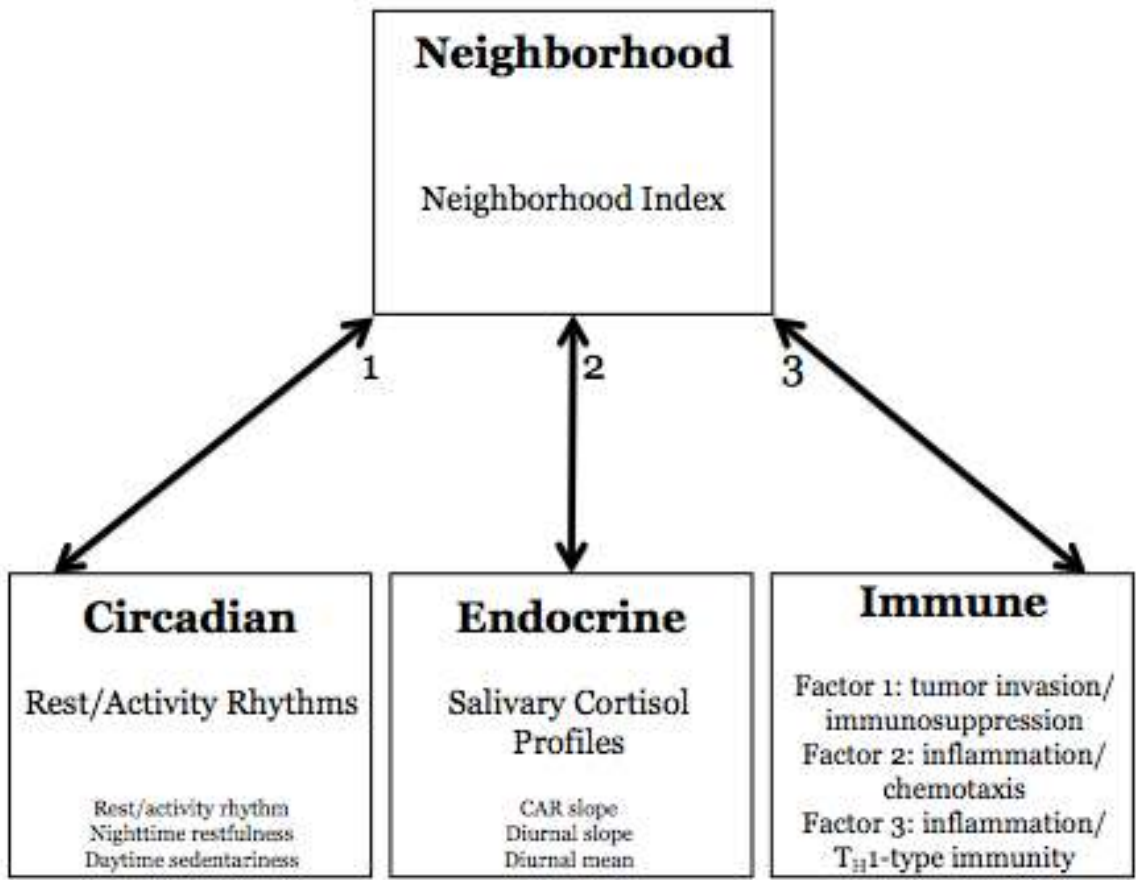 Neighborhood
Neighborhood Index
1
2
3
Circadian
Rest/Activity Rhythms
Rest/activity rhythm
Nighttime restfulness
Daytime sedentariness
Endocrine
Salivary Cortisol
Profiles
CAR slope
Diurnal slope
Diurnal mean
Immune
Factor 1: tumor invasion/
immunosuppression
Factor 2: inflammation/
chemotaxis
Factor 3: inflammation/
TH1-type immunity